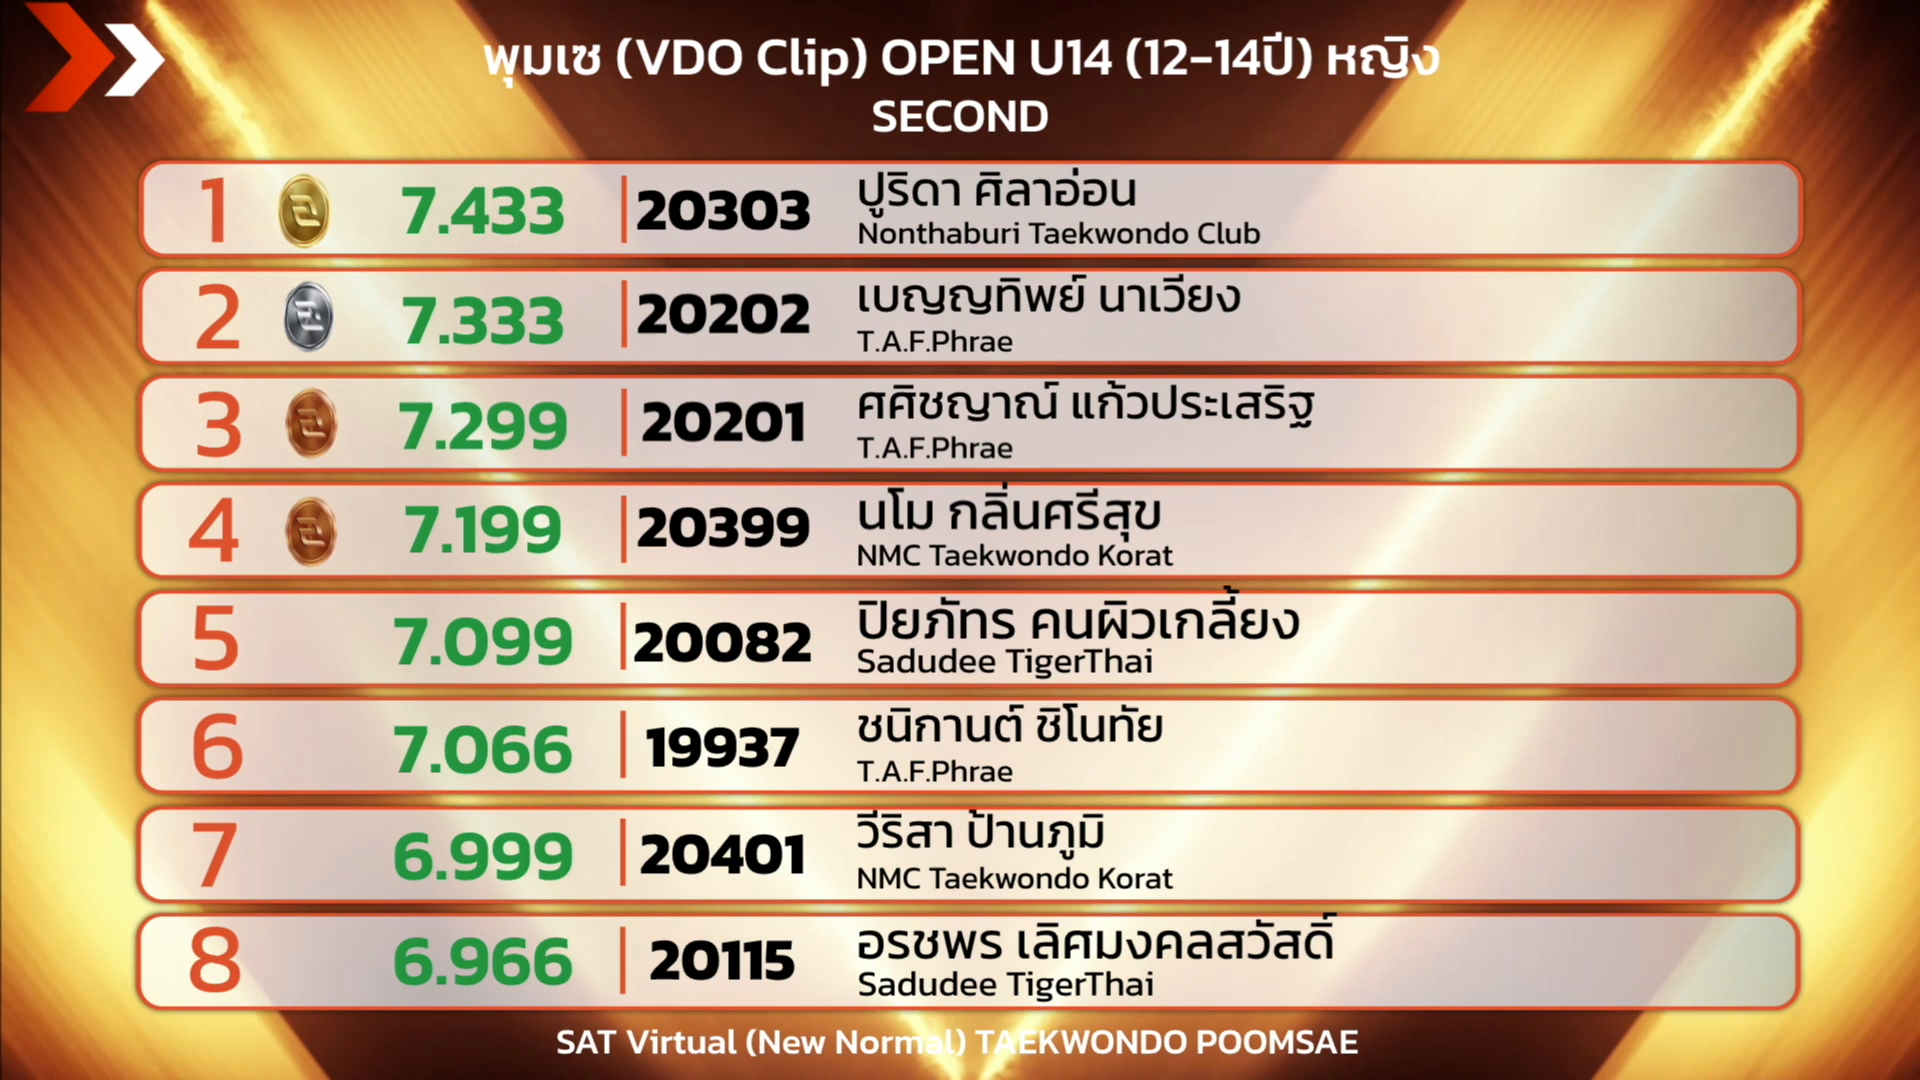 พุมเซ (VDO Clip) OPEN U14 (12-14ปี) หญิง
SECOND
1 7.433 20303 ปูริดา ศิลาอ่อน
Nonthaburi Taekwondo Club
2 7.333 20202 เบญญทิพย์ นาเวียง
T.A.F.Phrae
3 7.299 20201 ศศิชญาณ์ แก้วประเสริฐ
T.A.F.Phrae
4 7.199 20399 นโม กลิ่นศรีสุข
NMC Taekwondo Korat
5 7.099 20082 ปิยภัทร คนผิวเกลี้ยง
Sadudee TigerThai
6 7.066 19937 ชนิกานต์ ชิโนทัย
T.A.F.Phrae
7 6.999 20401 วีริสา ป้านภูมิ
NMC Taekwondo Korat
8 6.966 20115 อรชพร เลิศมงคลสวัสดิ์
Sadudee TigerThai
SAT Virtual (New Normal) TAEKWONDO POOMSAE